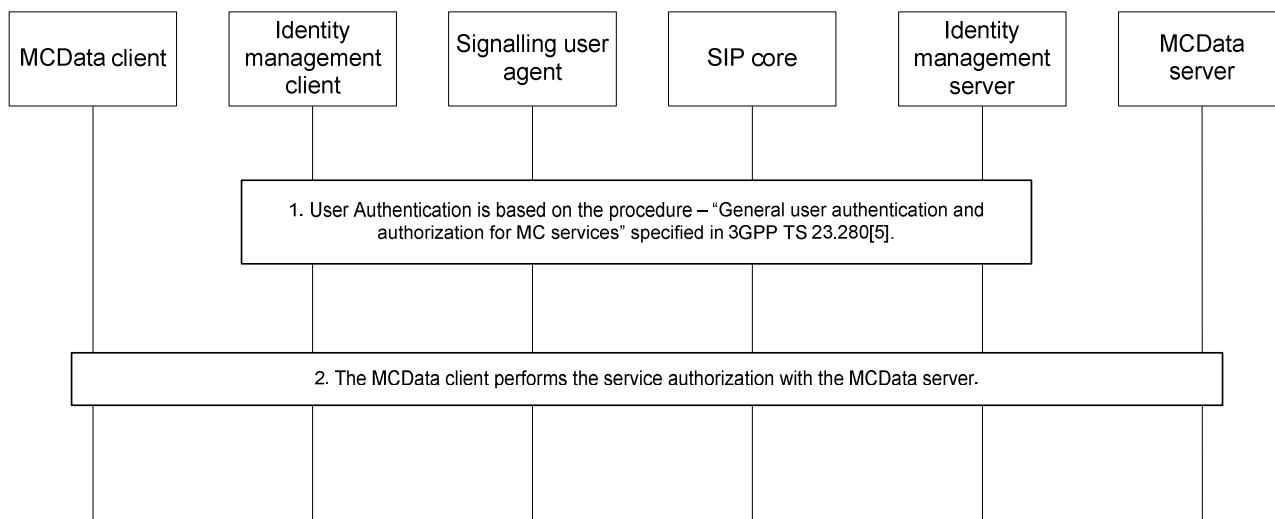 MCData client
Identity
management
client
Signalling user
agent
SIP core
Identity
management
server
MCData
server
1. User Authentication is based on the procedure – “General user authentication and
authorization for MC services” specified in 3GPP TS 23.280[5].
2. The MCData client performs the service authorization with the MCData server.